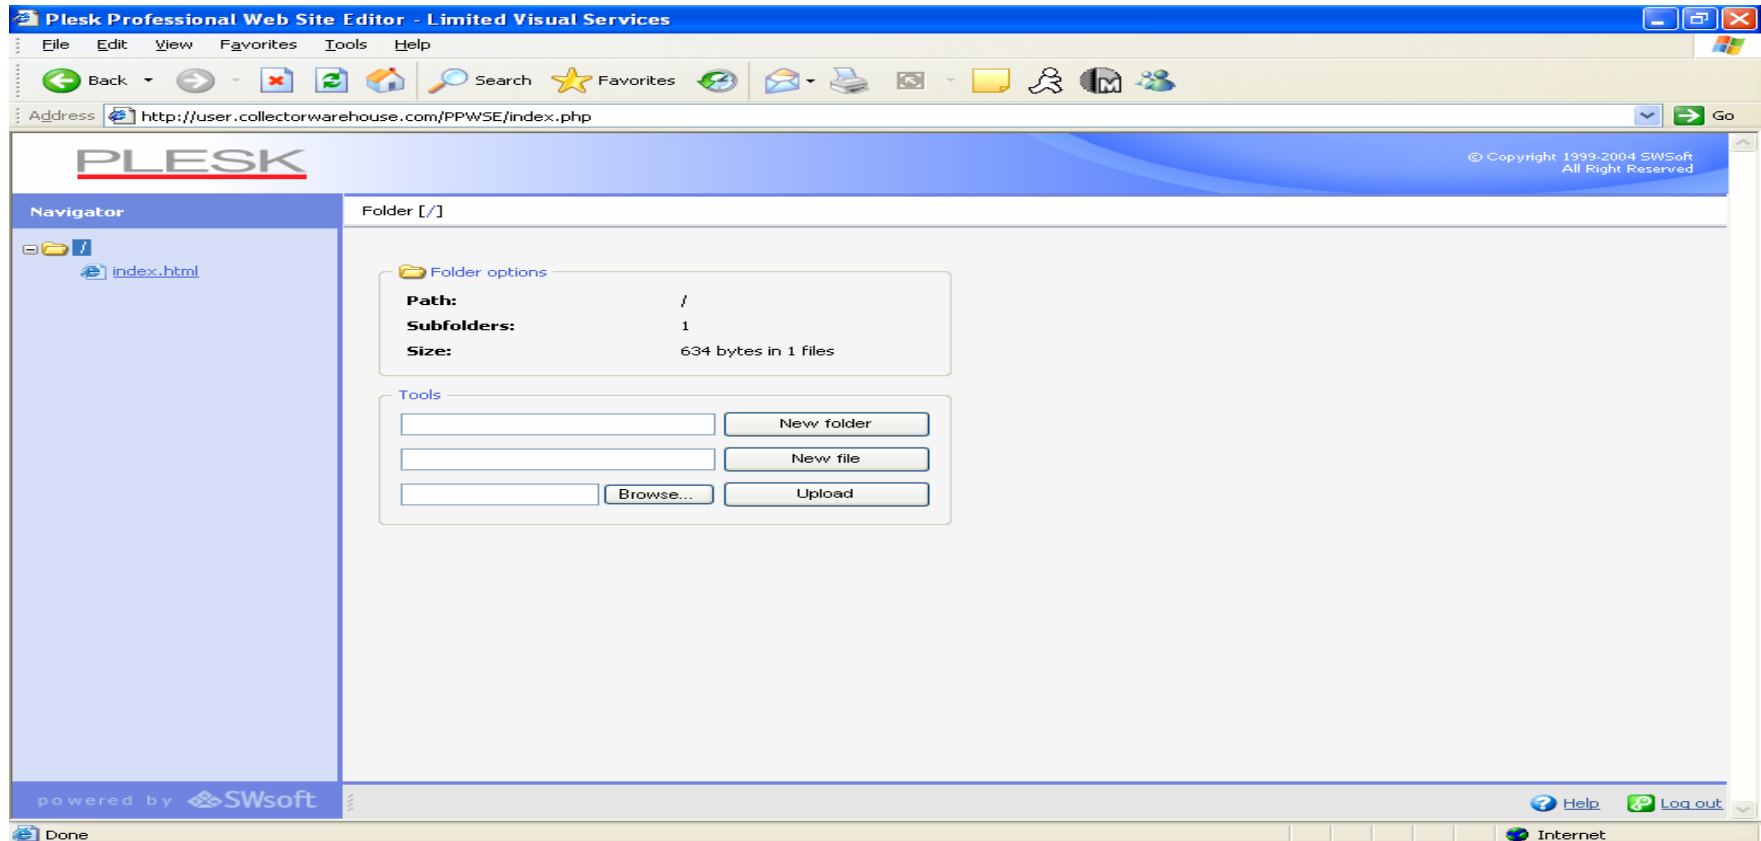 Plesk Professional Web Site Editor - Limited Visual Services
File Edit View Favorites Tools Help
Back Search Favorites
Address http://user.collectorwarehouse.com/PPWSE/index.php Go
PLESK
© Copyright 1999-2004 SWSoft
All Right Reserved
Navigator
Folder [/]
/
index.html
Folder options
Path: /
Subfolders: 1
Size: 634 bytes in 1 files
Tools
New folder
New file
Browse... Upload
powered by SWsoft
Help Log out
Done Internet